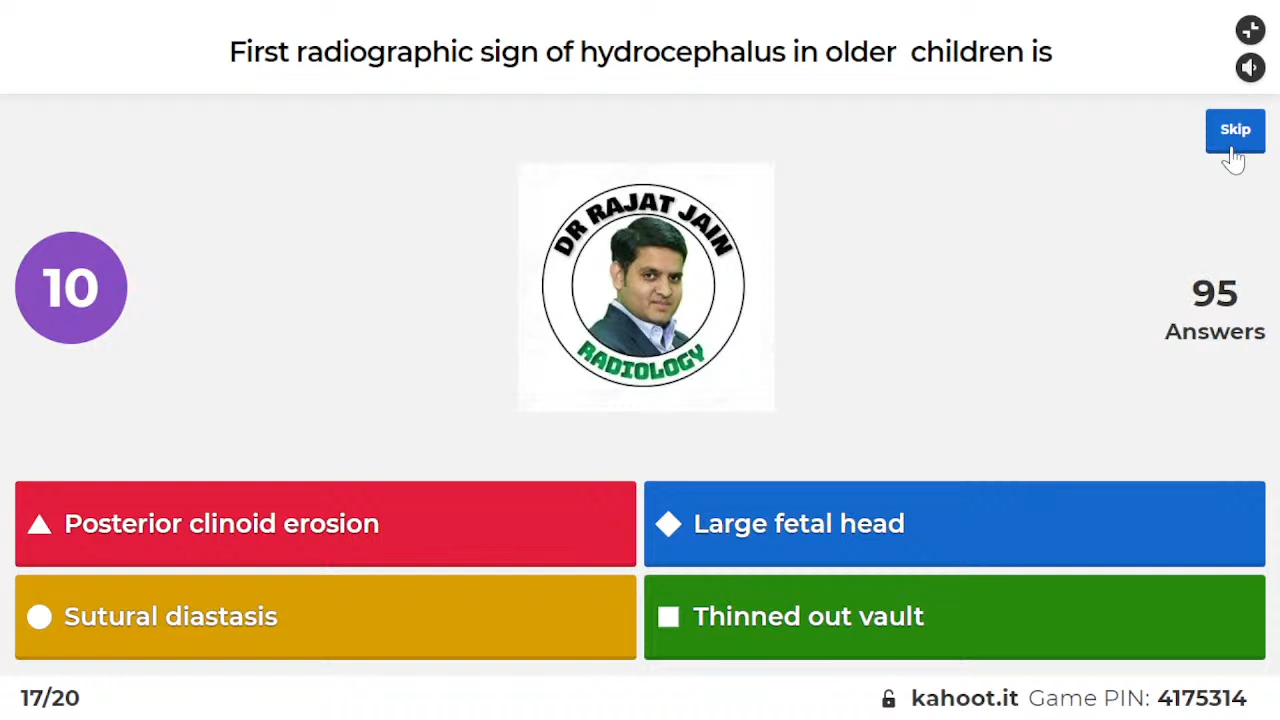 First radiographic sign of hydrocephalus in older children is
Skip
DR RAJAT JAIN
RADIOLOGY
10
95
Answers
Posterior clinoid erosion
Large fetal head
Sutural diastasis
Thinned out vault
17/20
kahoot.it Game PIN: 4175314